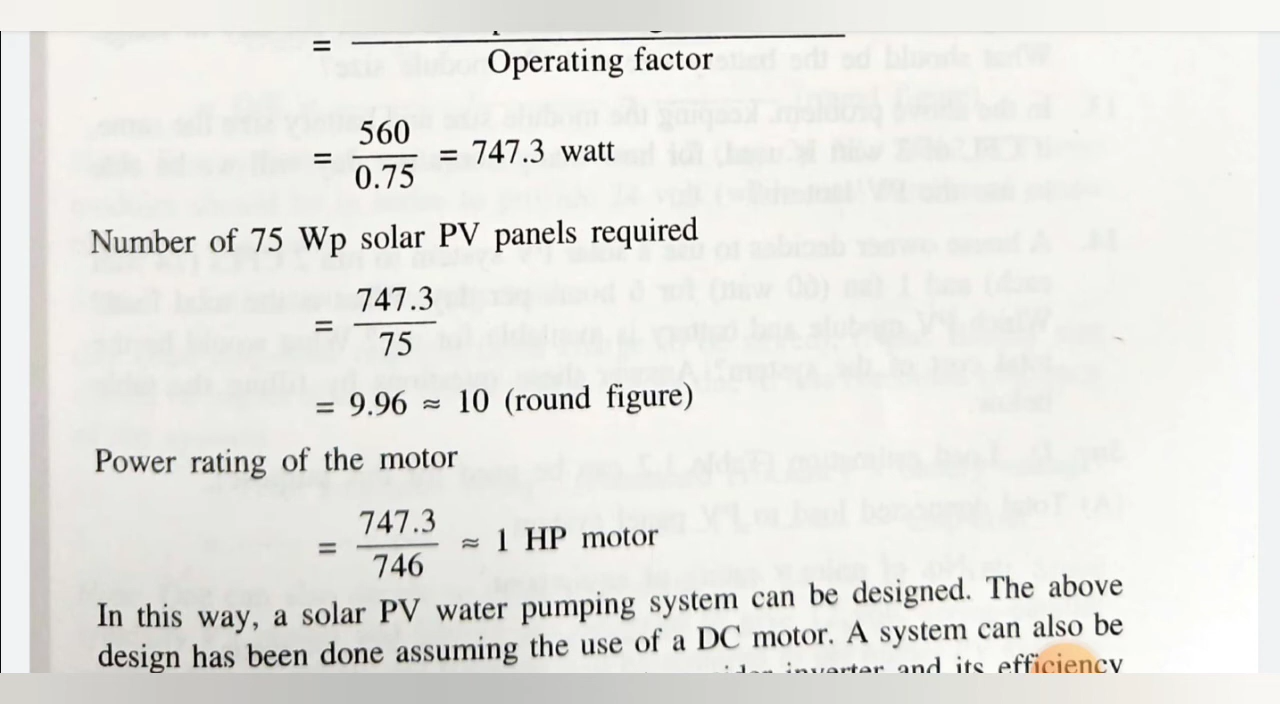 =
Operating factor
= 560 / 0.75 = 747.3 watt
Number of 75 Wp solar PV panels required
= 747.3 / 75
= 9.96 ≈ 10 (round figure)
Power rating of the motor
= 747.3 / 746 ≈ 1 HP motor
In this way, a solar PV water pumping system can be designed. The above
design has been done assuming the use of a DC motor. A system can also be
inverter and its efficiency